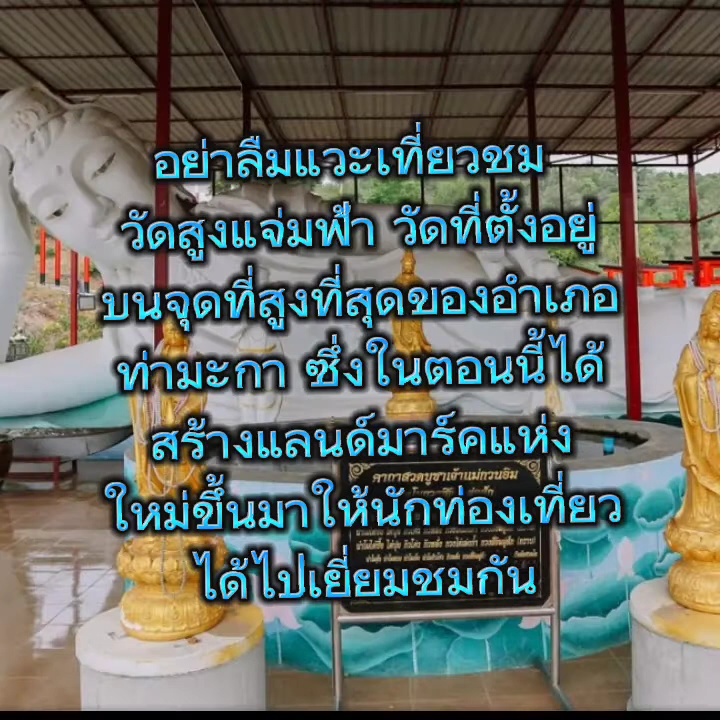 อย่าลืมแวะเที่ยวชม
วัดสูงแจ่มฟ้า วัดที่ตั้งอยู่
บนจุดที่สูงที่สุดของอำเภอ
ท่ามะกา ซึ่งในตอนนี้ได้
สร้างแลนด์มาร์คแห่ง
ใหม่ขึ้นมาให้นักท่องเที่ยว
ได้ไปเยี่ยมชมกัน
คาถาสวดบูชาเจ้าแม่กวนอิม